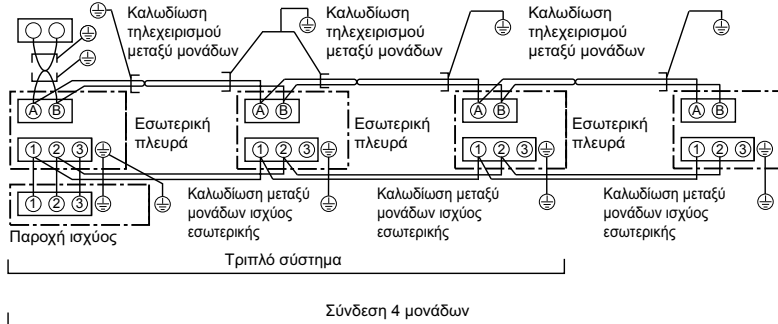 Καλωδίωση
τηλεχειρισμού
μεταξύ μονάδων
Καλωδίωση
τηλεχειρισμού
μεταξύ μονάδων
Καλωδίωση
τηλεχειρισμού
μεταξύ μονάδων
A B
A B
A B
A B
Εσωτερική
πλευρά
Εσωτερική
πλευρά
Εσωτερική
πλευρά
1 2 3
1 2 3
1 2 3
1 2 3
1 2 3
Παροχή ισχύος
Καλωδίωση μεταξύ
μονάδων ισχύος
εσωτερικής
Καλωδίωση μεταξύ
μονάδων ισχύος
εσωτερικής
Καλωδίωση μεταξύ
μονάδων ισχύος
εσωτερικής
Τριπλό σύστημα
Σύνδεση 4 μονάδων